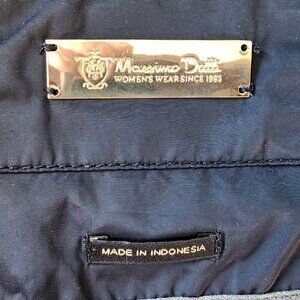 Massimo Dutti
WOMEN'S WEAR SINCE 1985
MADE IN INDONESIA